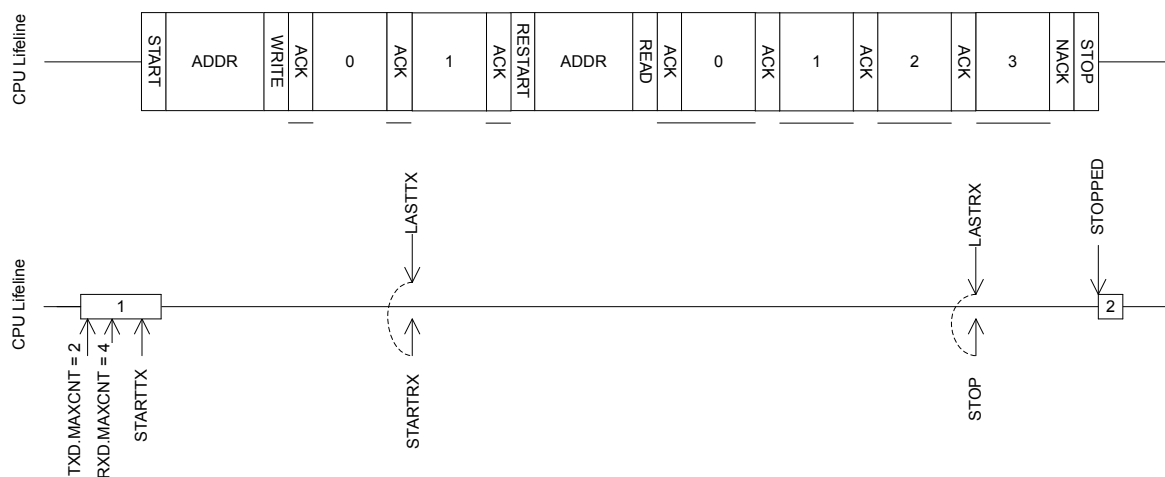 CPU Lifeline
START
ADDR
WRITE
ACK
0
ACK
1
ACK
RESTART
ADDR
READ
ACK
0
ACK
1
ACK
2
ACK
3
NACK
STOP
LASTTX
LASTRX
STOPPED
CPU Lifeline
1
2
TXD.MAXCNT = 2
RXD.MAXCNT = 4
STARTTX
STARTRX
STOP